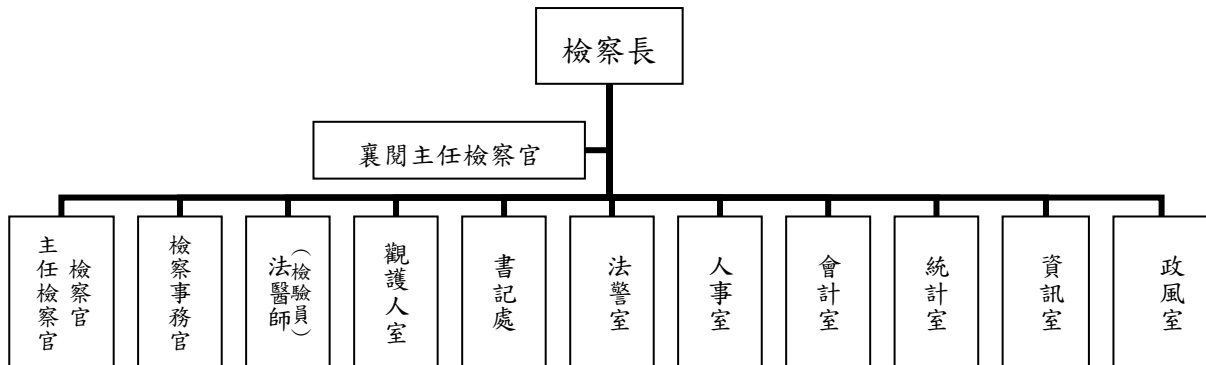 檢察長
襄閱主任檢察官
檢察官
主任檢察官
檢察事務官
(檢驗員)
法醫師
觀護人室
書記處
法警室
人事室
會計室
統計室
資訊室
政風室